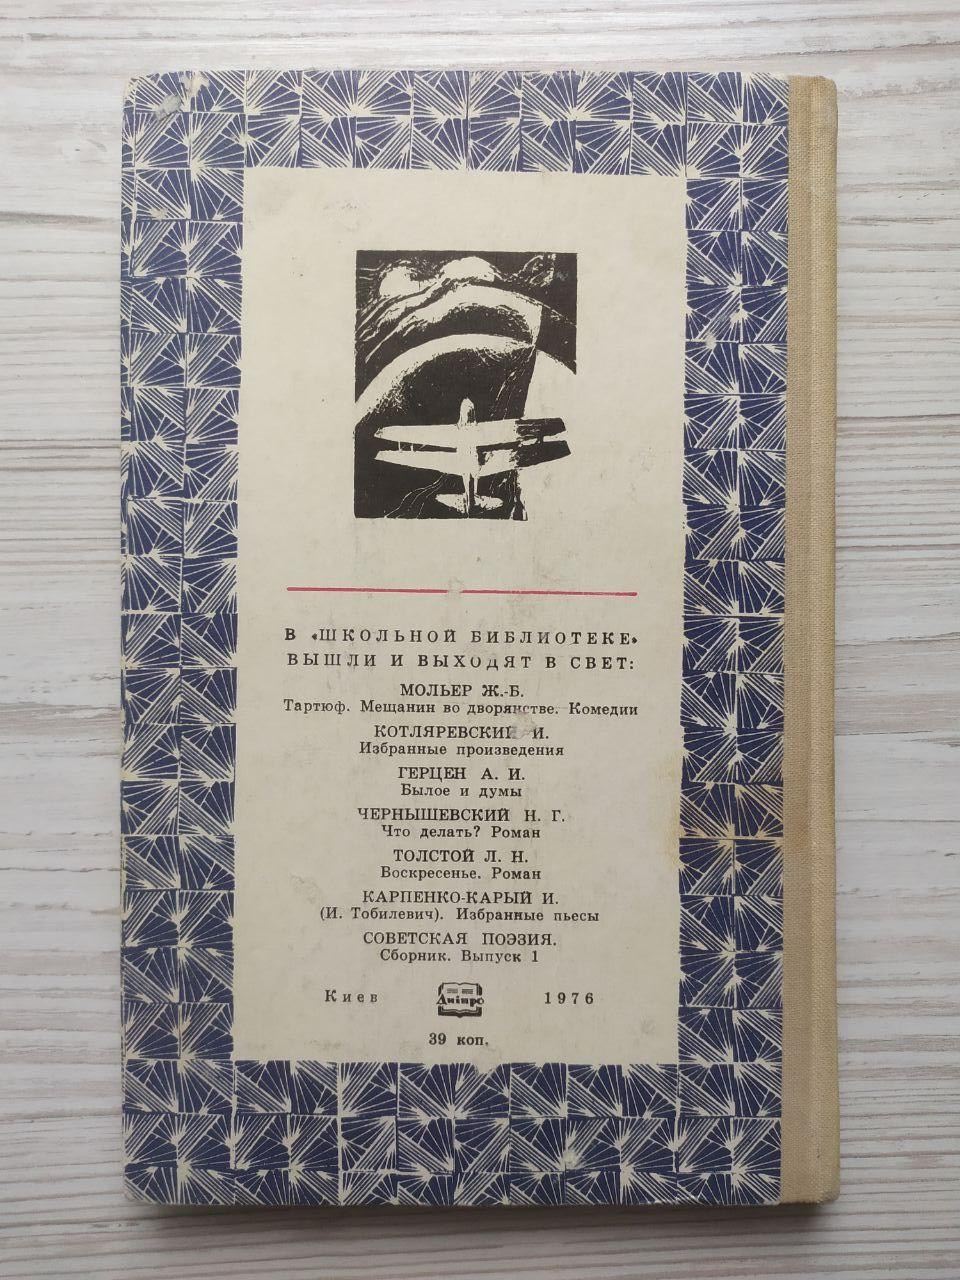 В «ШКОЛЬНОЙ БИБЛИОТЕКЕ»
ВЫШЛИ И ВЫХОДЯТ В СВЕТ:
МОЛЬЕР Ж.-Б.
Тартюф. Мещанин во дворянстве. Комедии
КОТЛЯРЕВСКИЙ И.
Избранные произведения
ГЕРЦЕН А. И.
Былое и думы
ЧЕРНЫШЕВСКИЙ Н. Г.
Что делать? Роман
ТОЛСТОЙ Л. Н.
Воскресенье. Роман
КАРПЕНКО-КАРЫЙ И.
(И. Тобилевич). Избранные пьесы
СОВЕТСКАЯ ПОЭЗИЯ.
Сборник. Выпуск 1
Киев Дніпро 1976
39 коп.